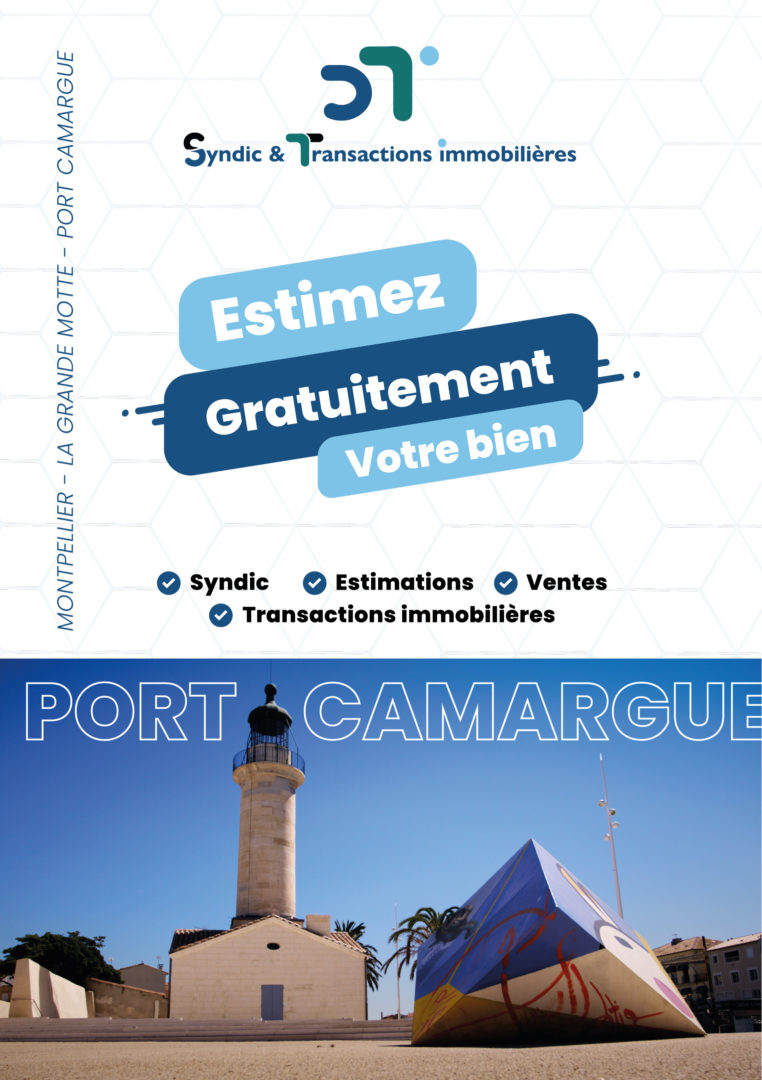 MONTPELLIER - LA GRANDE MOTTE - PORT CAMARGUE
Syndic & Transactions immobilières
Estimez
Gratuitement
Votre bien
Syndic
Estimations
Ventes
Transactions immobilières
PORT CAMARGUE